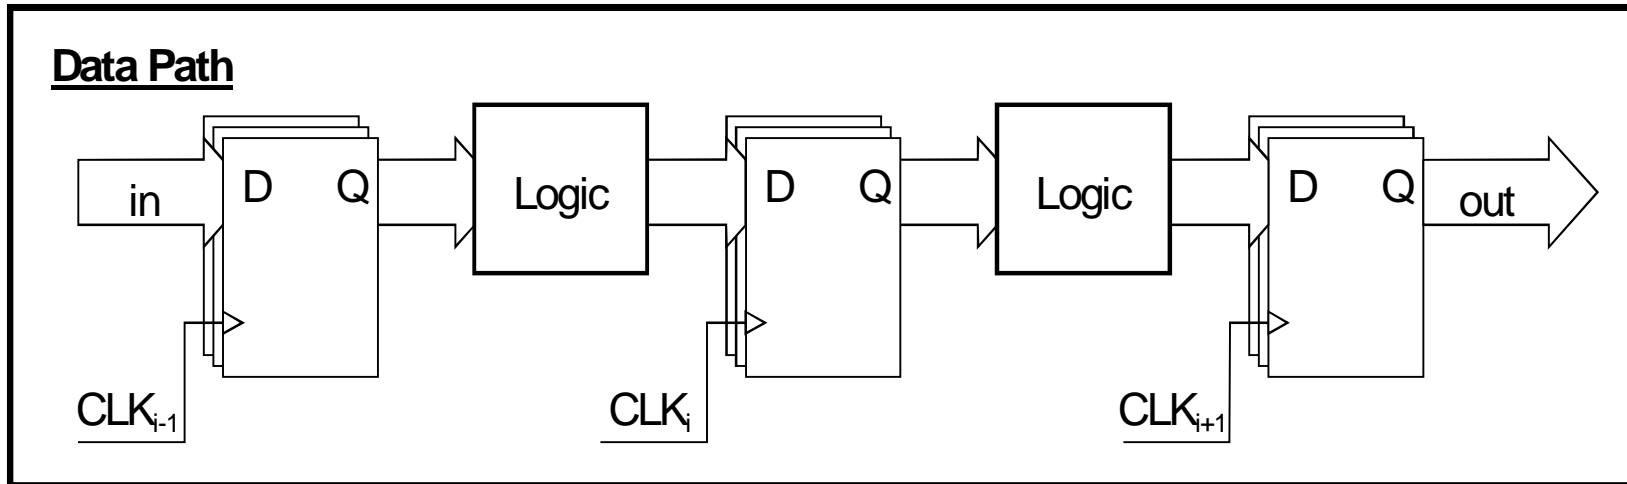 Data Path
in D Q Logic D Q Logic D Q out
CLKi-1 CLKi CLKi+1